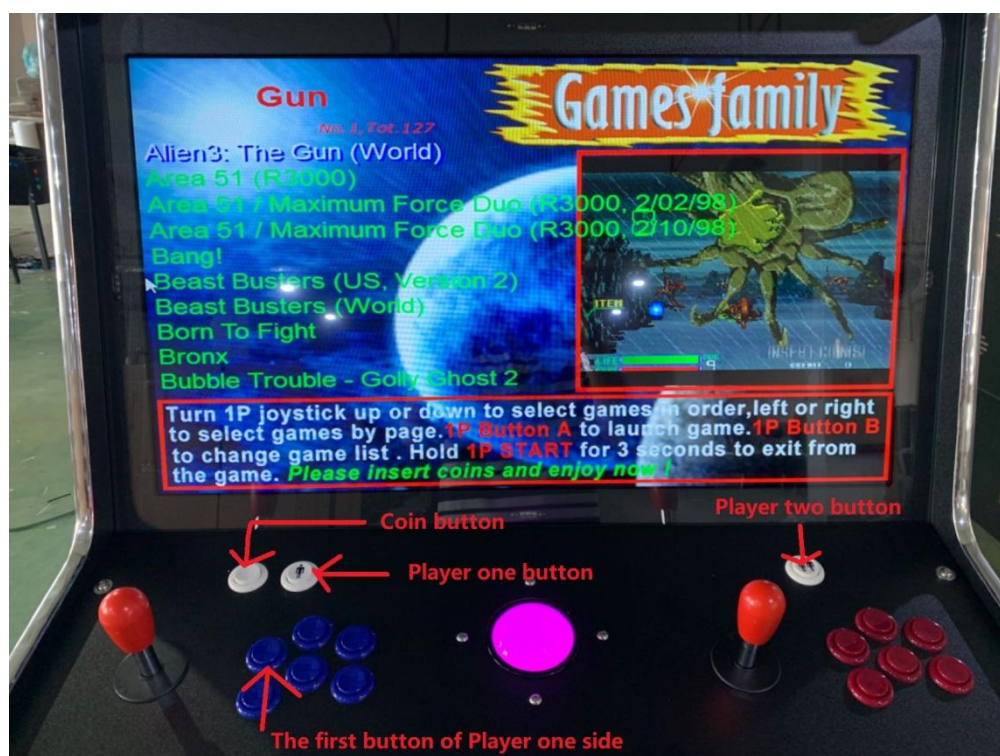 Gun
Games family
No.1,Tot.127
Alien3: The Gun (World)
Area 51 (R3000)
Area 51 / Maximum Force Duo (R3000, 2/02/98)
Area 51 / Maximum Force Duo (R3000, 2/10/98)
Bang!
Beast Busters (US, Version 2)
Beast Busters (World)
Born To Fight
Bronx
Bubble Trouble - Golly Ghost 2
ITEM
INSERT COIN(S)
LIFE
9
Turn 1P joystick up or down to select games in order,left or right
to select games by page.1P Button A to launch game.1P Button B
to change game list . Hold 1P START for 3 seconds to exit from
the game. Please insert coins and enjoy now !
Coin button
Player two button
Player one button
The first button of Player one side